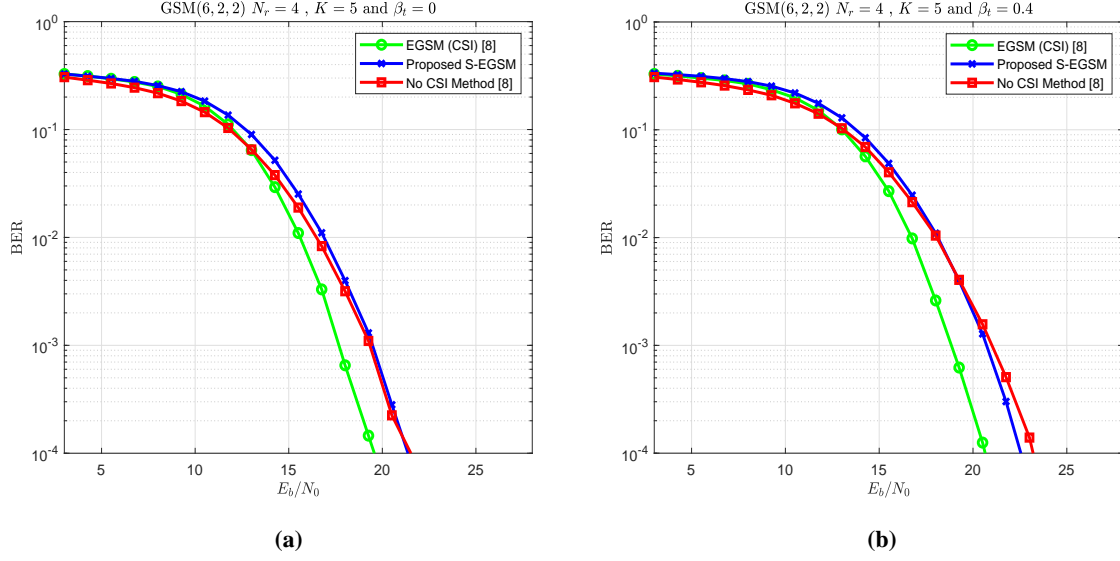 GSM(6,2,2) N_r = 4 , K = 5 and β_t = 0
10^0
10^-1
10^-2
10^-3
10^-4
BER
EGSM (CSI) [8]
Proposed S-EGSM
No CSI Method [8]
5 10 15 20 25
E_b/N_0
(a)
GSM(6,2,2) N_r = 4 , K = 5 and β_t = 0.4
10^0
10^-1
10^-2
10^-3
10^-4
BER
EGSM (CSI) [8]
Proposed S-EGSM
No CSI Method [8]
5 10 15 20 25
E_b/N_0
(b)